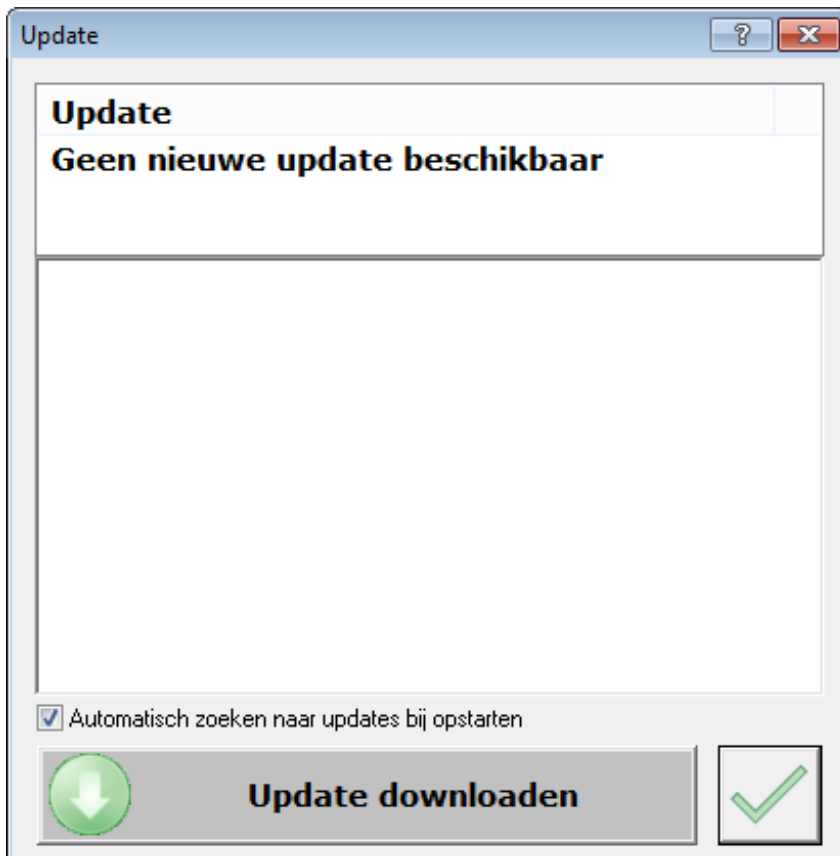 Update
Update
Geen nieuwe update beschikbaar
Automatisch zoeken naar updates bij opstarten
Update downloaden